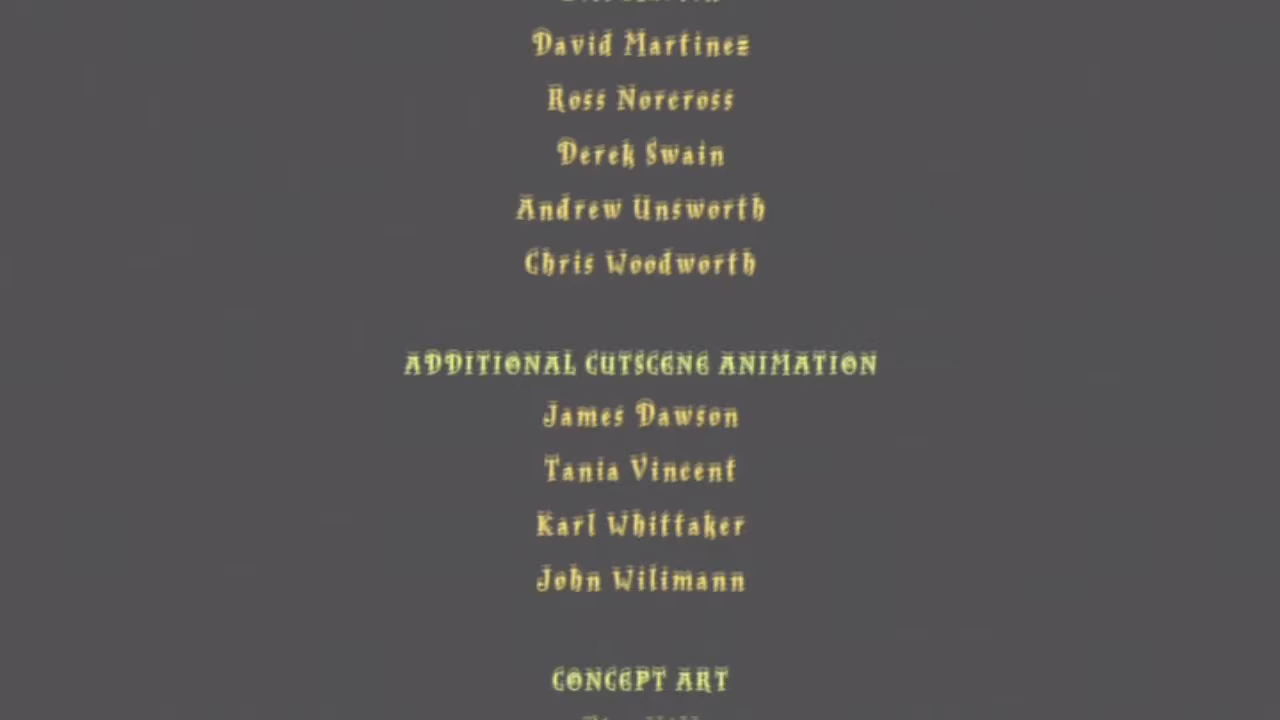 David Martinez
Ross Norcross
Derek Swain
Andrew Unsworth
Chris Woodworth
ADDITIONAL CUTSCENE ANIMATION
James Dawson
Tania Vincent
Karl Whittaker
John Wilimann
CONCEPT ART